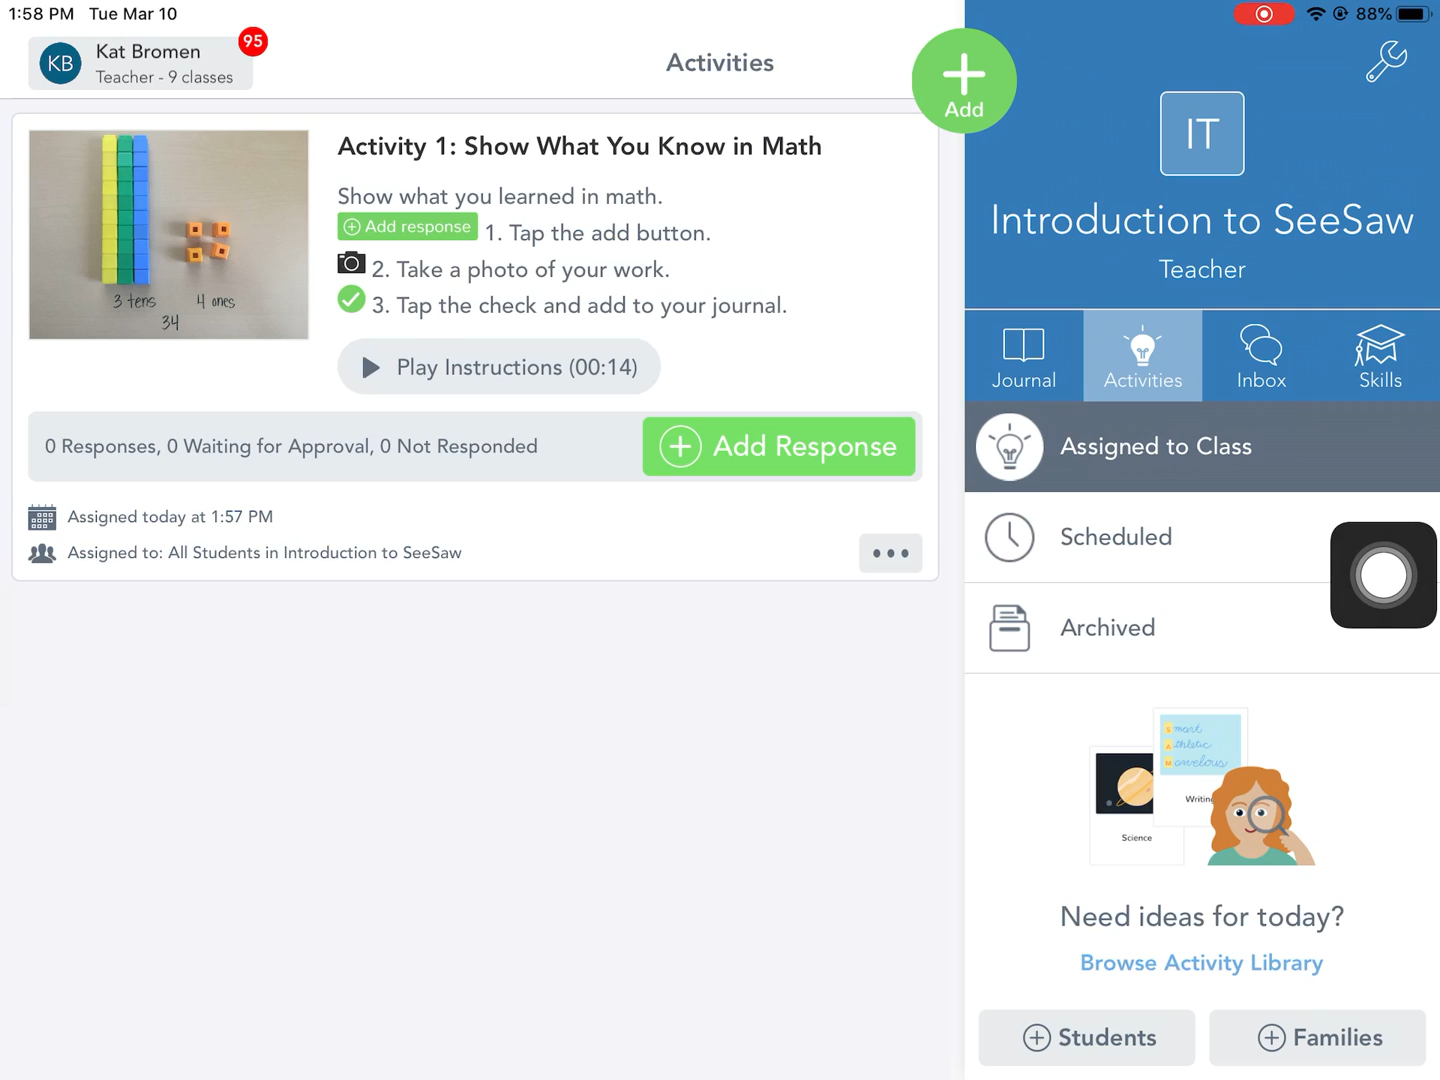 1:58 PM Tue Mar 10
88%
KB
Kat Bromen
Teacher - 9 classes
95
Activities
Add
Activity 1: Show What You Know in Math
Show what you learned in math.
Add response 1. Tap the add button.
2. Take a photo of your work.
3. Tap the check and add to your journal.
3 tens 4 ones
34
Play Instructions (00:14)
0 Responses, 0 Waiting for Approval, 0 Not Responded
Add Response
Assigned today at 1:57 PM
Assigned to: All Students in Introduction to SeeSaw
IT
Introduction to SeeSaw
Teacher
Journal
Activities
Inbox
Skills
Assigned to Class
Scheduled
Archived
Smart
Athletic
Marvelous
Writing
Science
Need ideas for today?
Browse Activity Library
Students
Families